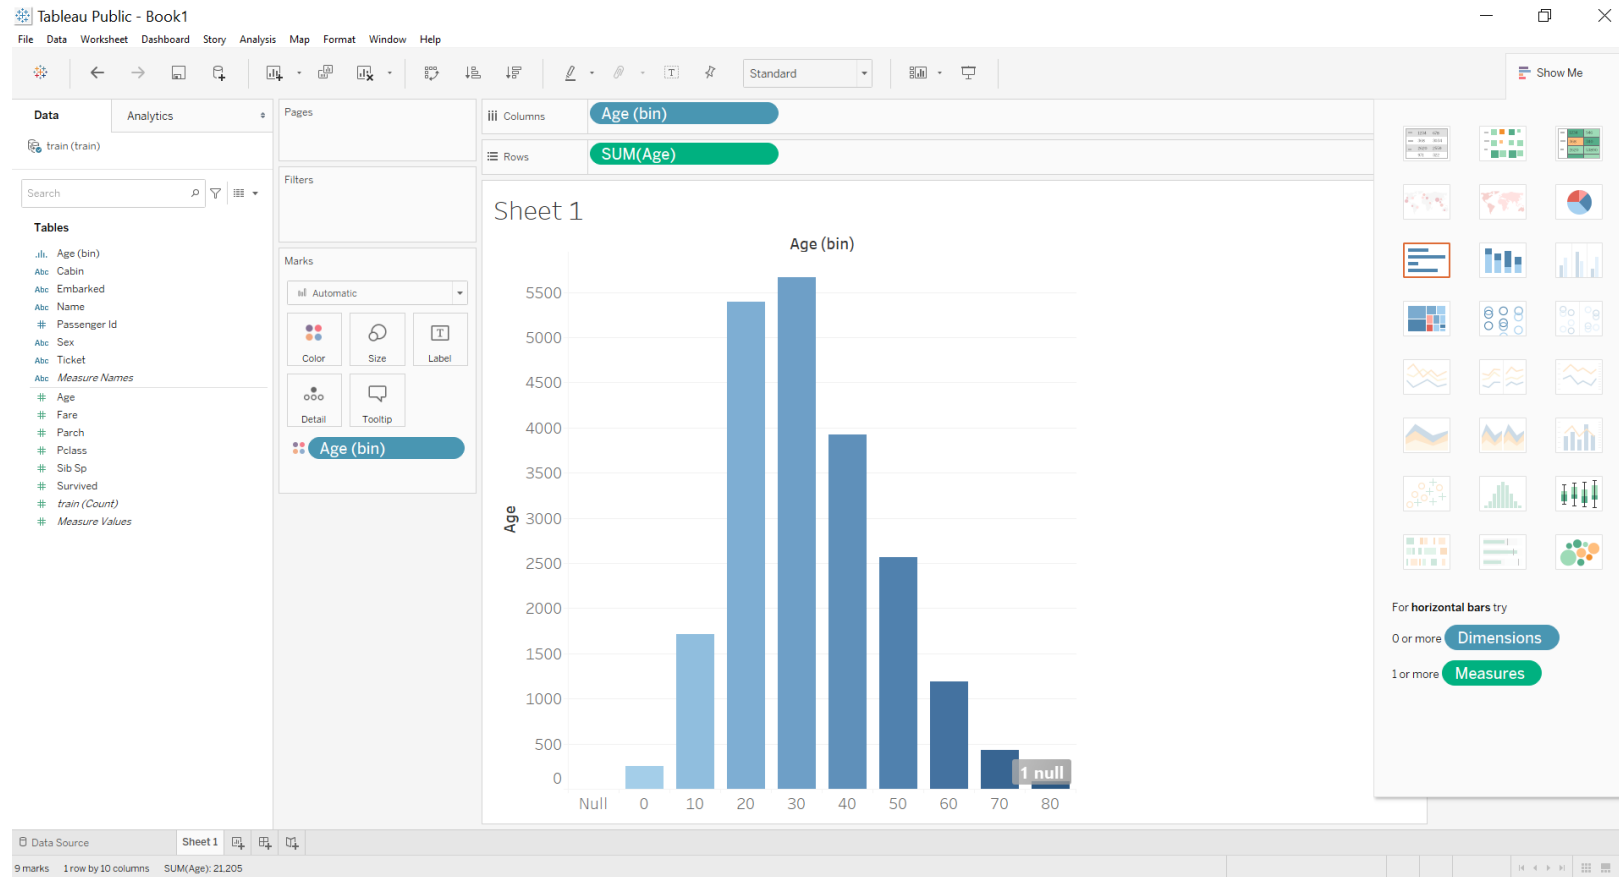 Tableau Public - Book1
File Data Worksheet Dashboard Story Analysis Map Format Window Help
Standard
Show Me
Data
Analytics
train (train)
Search
Tables
Age (bin)
Abc Cabin
Abc Embarked
Abc Name
# Passenger Id
Abc Sex
Abc Ticket
Abc Measure Names
# Age
# Fare
# Parch
# Pclass
# Sib Sp
# Survived
# train (Count)
# Measure Values
Pages
Filters
Marks
Automatic
Color Size Label
Detail Tooltip
Age (bin)
Columns Age (bin)
Rows SUM(Age)
Sheet 1
Age (bin)
5500
5000
4500
4000
3500
3000
2500
2000
1500
1000
500
0
Age
1 null
Null 0 10 20 30 40 50 60 70 80
For horizontal bars try
0 or more Dimensions
1 or more Measures
Data Source
Sheet 1
9 marks 1 row by 10 columns SUM(Age): 21,205